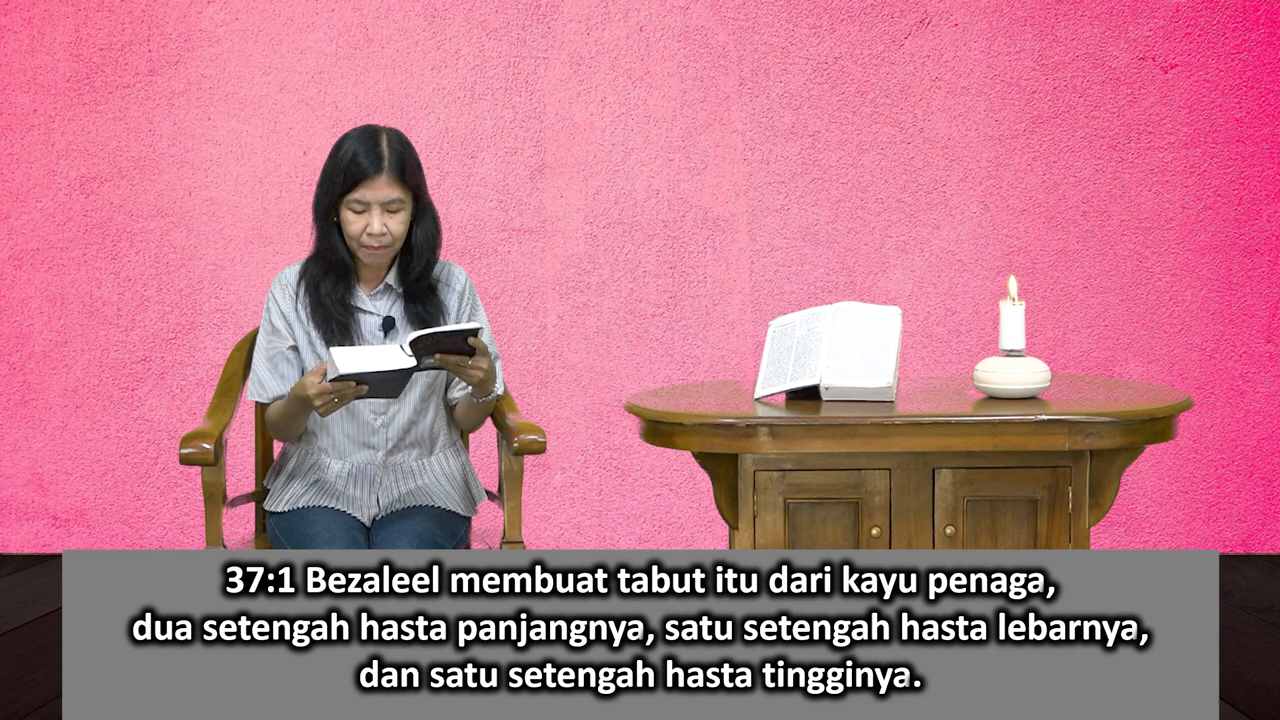 37:1 Bezaleel membuat tabut itu dari kayu penaga,
dua setengah hasta panjangnya, satu setengah hasta lebarnya,
dan satu setengah hasta tingginya.